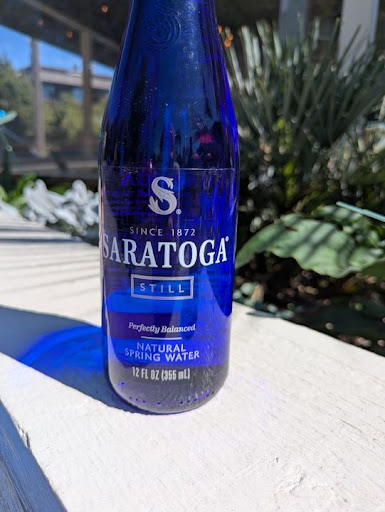 S®
SINCE 1872
SARATOGA®
STILL
Perfectly Balanced
NATURAL
SPRING WATER
12 FL OZ (355 mL)